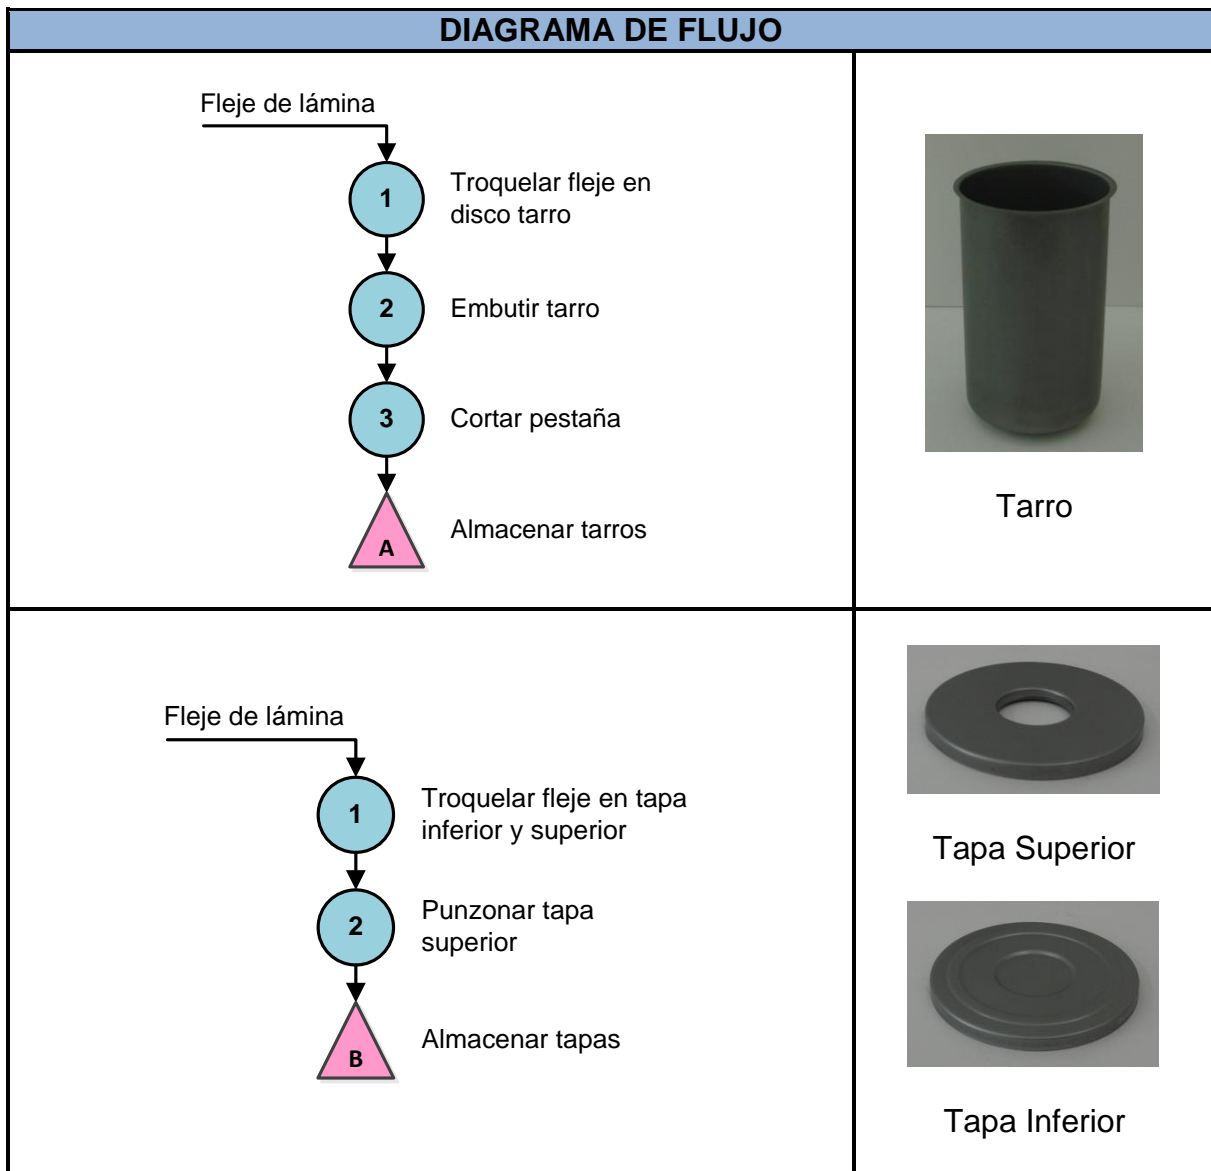 DIAGRAMA DE FLUJO
Fleje de lámina
1
Troquelar fleje en
disco tarro
2
Embutir tarro
3
Cortar pestaña
A
Almacenar tarros
Tarro
Fleje de lámina
1
Troquelar fleje en tapa
inferior y superior
2
Punzonar tapa
superior
B
Almacenar tapas
Tapa Superior
Tapa Inferior